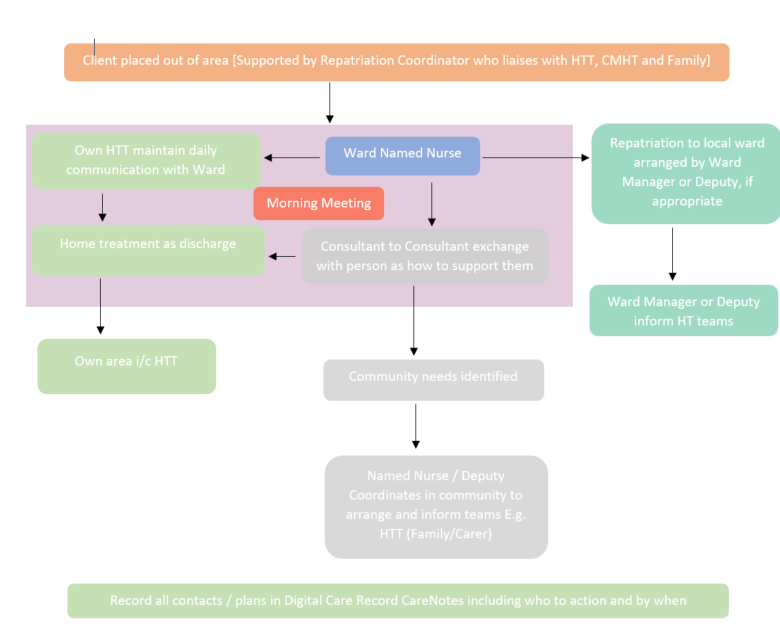 Client placed out of area [Supported by Repatriation Coordinator who liaises with HTT, CMHT and Family]
Own HTT maintain daily
communication with Ward
Ward Named Nurse
Repatriation to local ward
arranged by Ward
Manager or Deputy, if
appropriate
Morning Meeting
Home treatment as discharge
Consultant to Consultant exchange
with person as how to support them
Ward Manager or Deputy
inform HT teams
Own area i/c HTT
Community needs identified
Named Nurse / Deputy
Coordinates in community to
arrange and inform teams E.g.
HTT (Family/Carer)
Record all contacts / plans in Digital Care Record CareNotes including who to action and by when